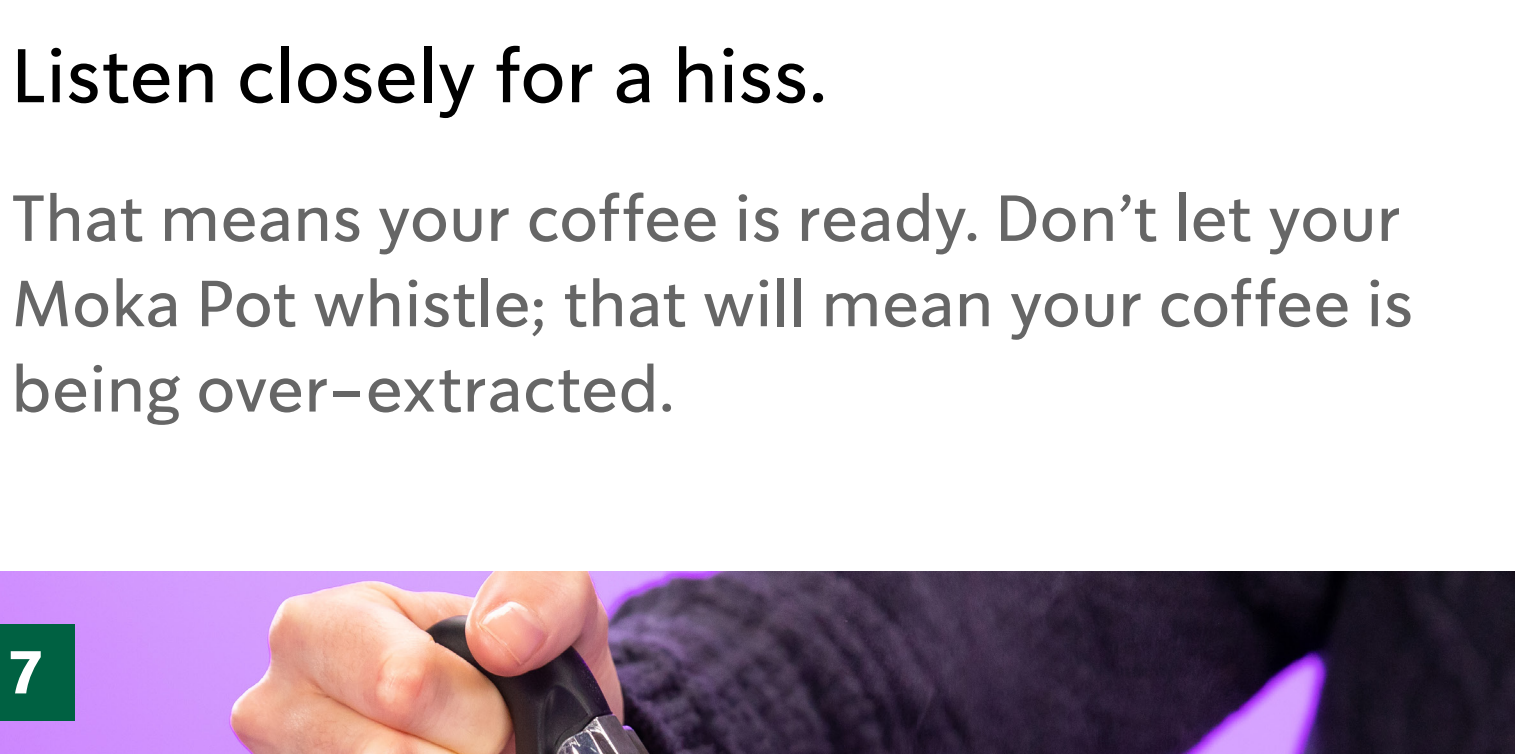 Listen closely for a hiss.
That means your coffee is ready. Don’t let your
Moka Pot whistle; that will mean your coffee is
being over-extracted.
7